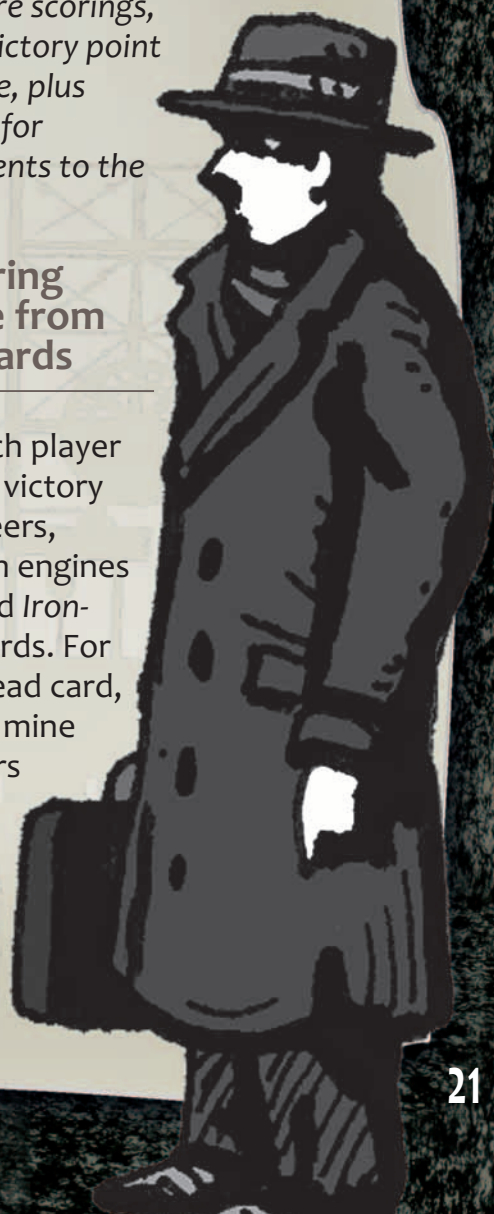 re scorings,
ictory point
e, plus
for
ents to the
ring
e from
ards
th player
victory
eers,
n engines
d Iron-
rds. For
ead card,
mine
rs
21